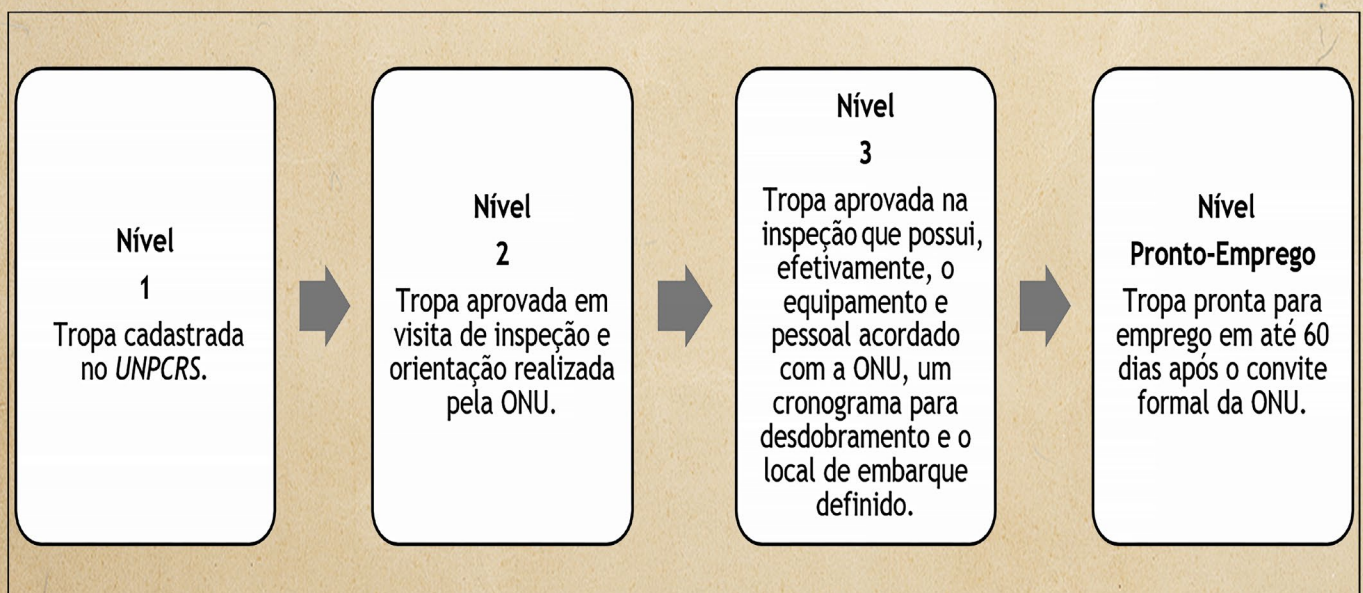 Nível
1
Tropa cadastrada
no UNPCRS.
Nível
2
Tropa aprovada em
visita de inspeção e
orientação realizada
pela ONU.
Nível
3
Tropa aprovada na
inspeção que possui,
efetivamente, o
equipamento e
pessoal acordado
com a ONU, um
cronograma para
desdobramento e o
local de embarque
definido.
Nível
Pronto-Emprego
Tropa pronta para
emprego em até 60
dias após o convite
formal da ONU.